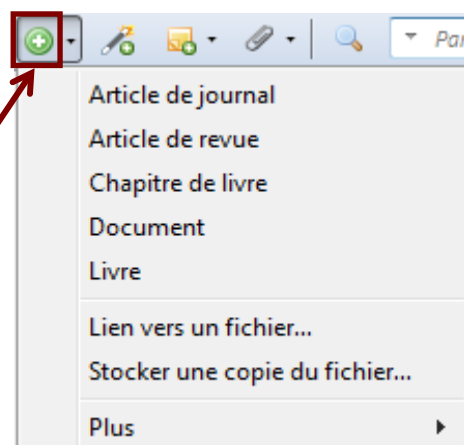 Par
Article de journal
Article de revue
Chapitre de livre
Document
Livre
Lien vers un fichier...
Stocker une copie du fichier...
Plus